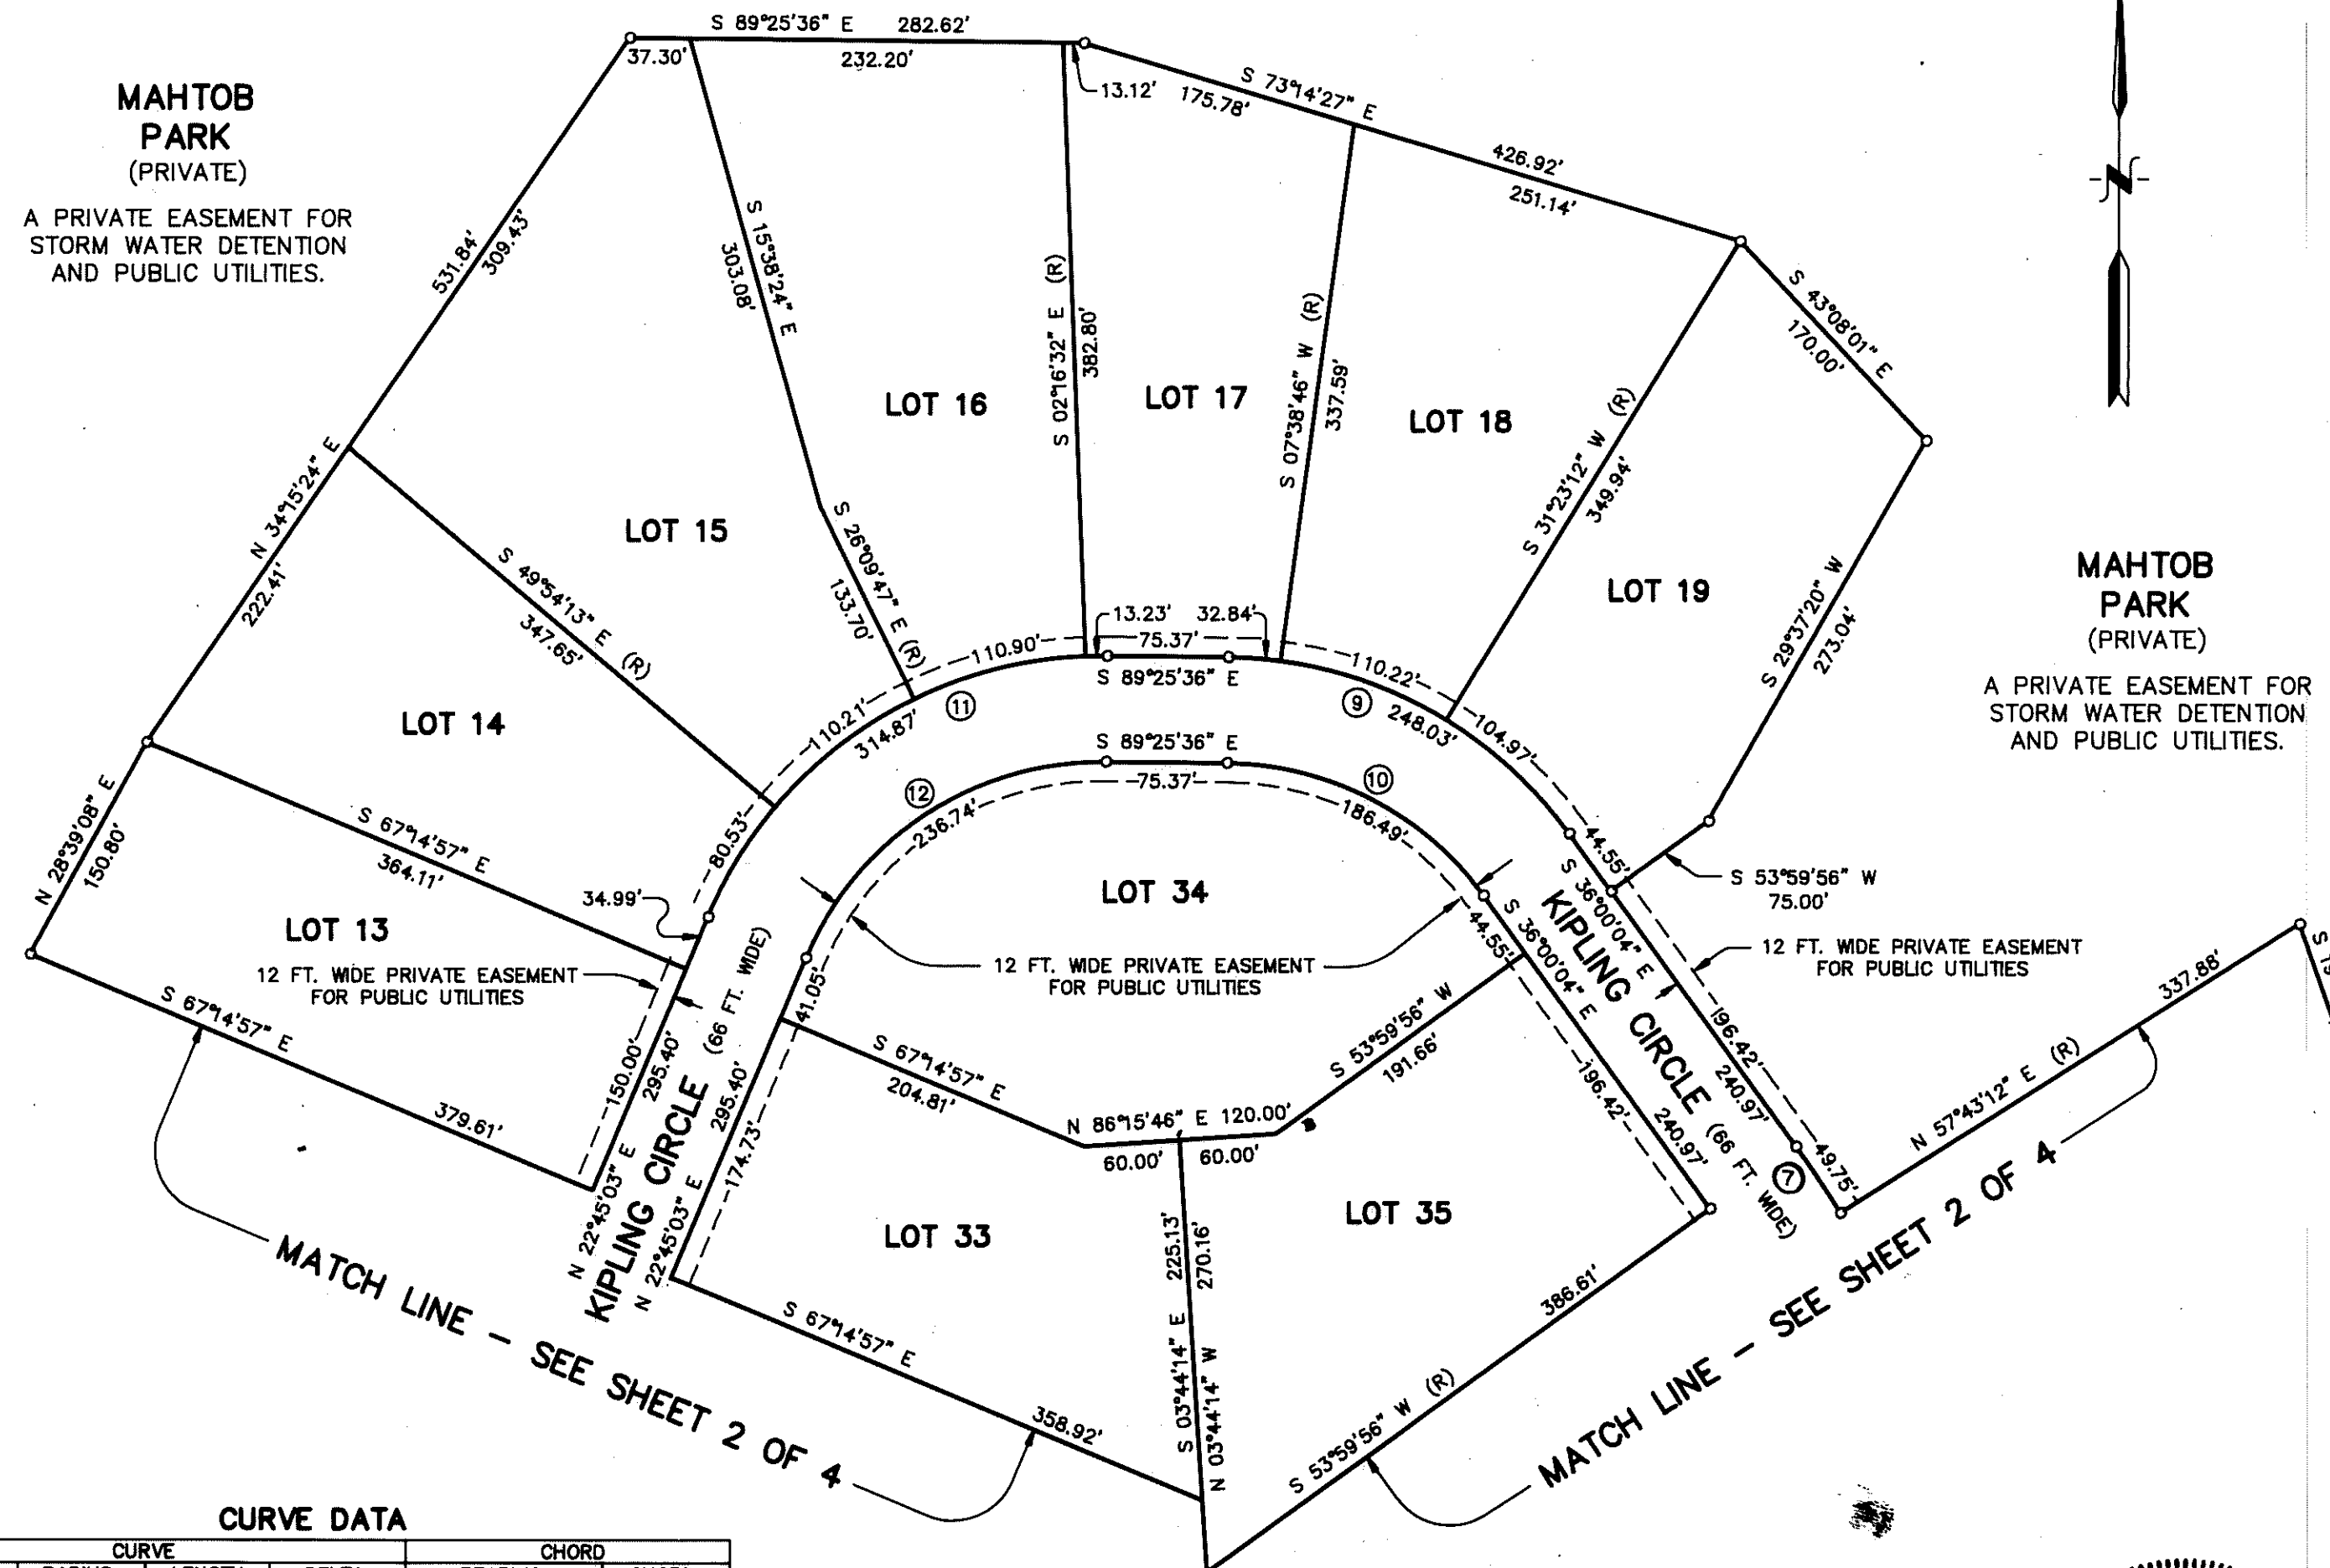 S 89°25'36" E 282.62'
37.30'
232.20'
13.12'
175.78'
S 73°14'27" E
426.92'
251.14'
MAHTOB
PARK
(PRIVATE)
A PRIVATE EASEMENT FOR
STORM WATER DETENTION
AND PUBLIC UTILITIES.
531.84'
309.43'
N 34°15'24" E
222.41'
S 15°38'24" E
303.08'
S 26°09'47" E (R)
133.70'
S 02°16'32" E (R)
382.80'
S 07°38'46" W (R)
337.59'
S 31°23'12" W (R)
349.94'
S 43°08'01" E
170.00'
S 29°37'20" W
273.04'
N
LOT 16
LOT 17
LOT 18
LOT 15
LOT 19
LOT 14
S 49°54'13" E (R)
347.65'
MAHTOB
PARK
(PRIVATE)
A PRIVATE EASEMENT FOR
STORM WATER DETENTION
AND PUBLIC UTILITIES.
13.23' 32.84'
75.37'
S 89°25'36" E
110.90'
110.21'
314.87'
11
80.53'
110.22'
9
248.03'
104.97'
44.55'
S 36°00'04" E
S 53°59'56" W
75.00'
S 89°25'36" E
75.37'
12
236.74'
10
186.49'
44.55'
S 36°00'04" E
LOT 34
12 FT. WIDE PRIVATE EASEMENT
FOR PUBLIC UTILITIES
N 28°39'08" E
150.80'
S 67°14'57" E
364.11'
34.99'
LOT 13
12 FT. WIDE PRIVATE EASEMENT
FOR PUBLIC UTILITIES
S 67°14'57" E
379.61'
150.00'
295.40'
N 22°45'03" E
KIPLING CIRCLE (66 FT. WIDE)
41.05'
295.40'
174.73'
N 22°45'03" E
S 67°14'57" E
204.81'
N 86°15'46" E 120.00'
60.00' 60.00'
S 53°59'56" W
191.66'
12 FT. WIDE PRIVATE EASEMENT
FOR PUBLIC UTILITIES
KIPLING CIRCLE (66 FT. WIDE)
196.42'
240.97'
196.42'
240.97'
7
49.75'
N 57°43'12" E (R)
337.88'
LOT 33
LOT 35
225.13'
270.16'
S 03°44'14" E
N 03°44'14" W
S 67°14'57" E
358.92'
386.61'
S 53°59'56" W (R)
MATCH LINE - SEE SHEET 2 OF 4
MATCH LINE - SEE SHEET 2 OF 4
CURVE DATA
CURVE CHORD